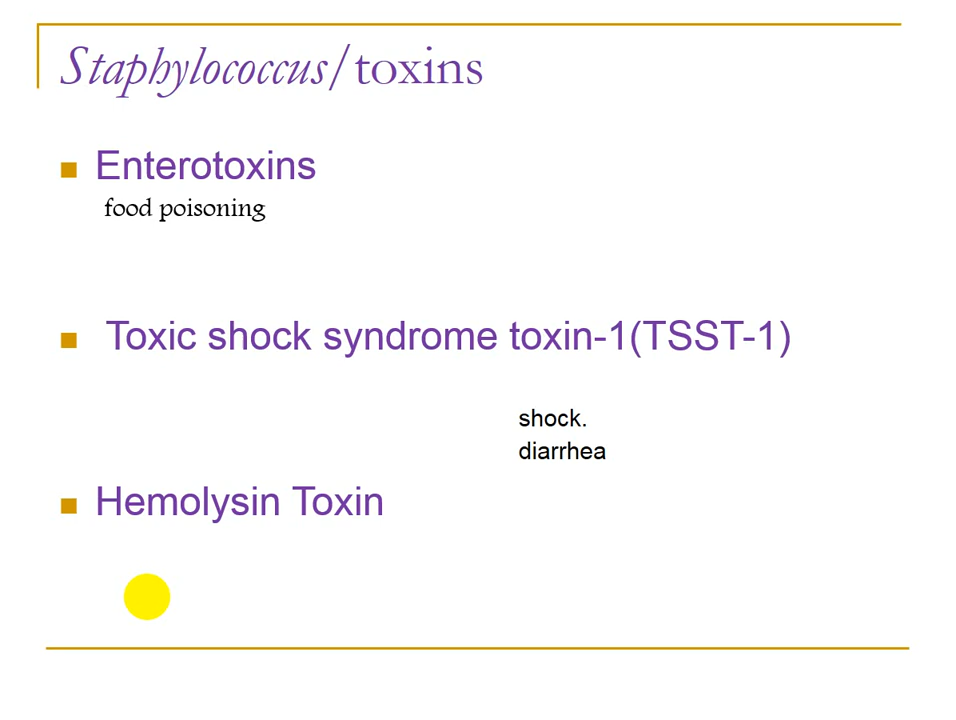 Staphylococcus/toxins
Enterotoxins
food poisoning
Toxic shock syndrome toxin-1(TSST-1)
shock.
diarrhea
Hemolysin Toxin